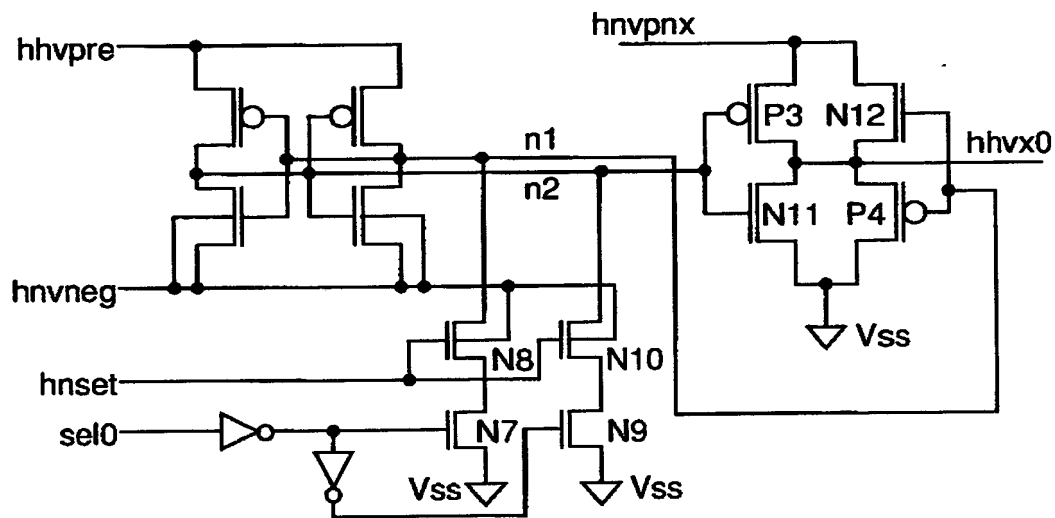 hnvpnx
hhvpre
P3
N12
n1
hhvx0
n2
N11
P4
hnvneg
Vss
N8
N10
hnset
sel0
N7
N9
Vss
Vss